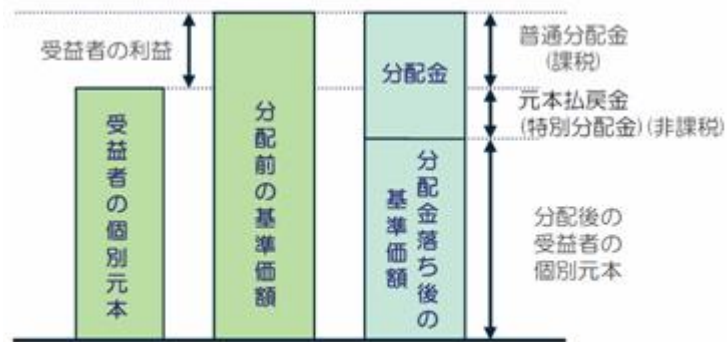 受益者の利益
受益者の個別元本
分配前の基準価額
分配金
分配金落ち後の
基準価額
普通分配金
(課税)
元本払戻金
(特別分配金)(非課税)
分配後の
受益者の
個別元本